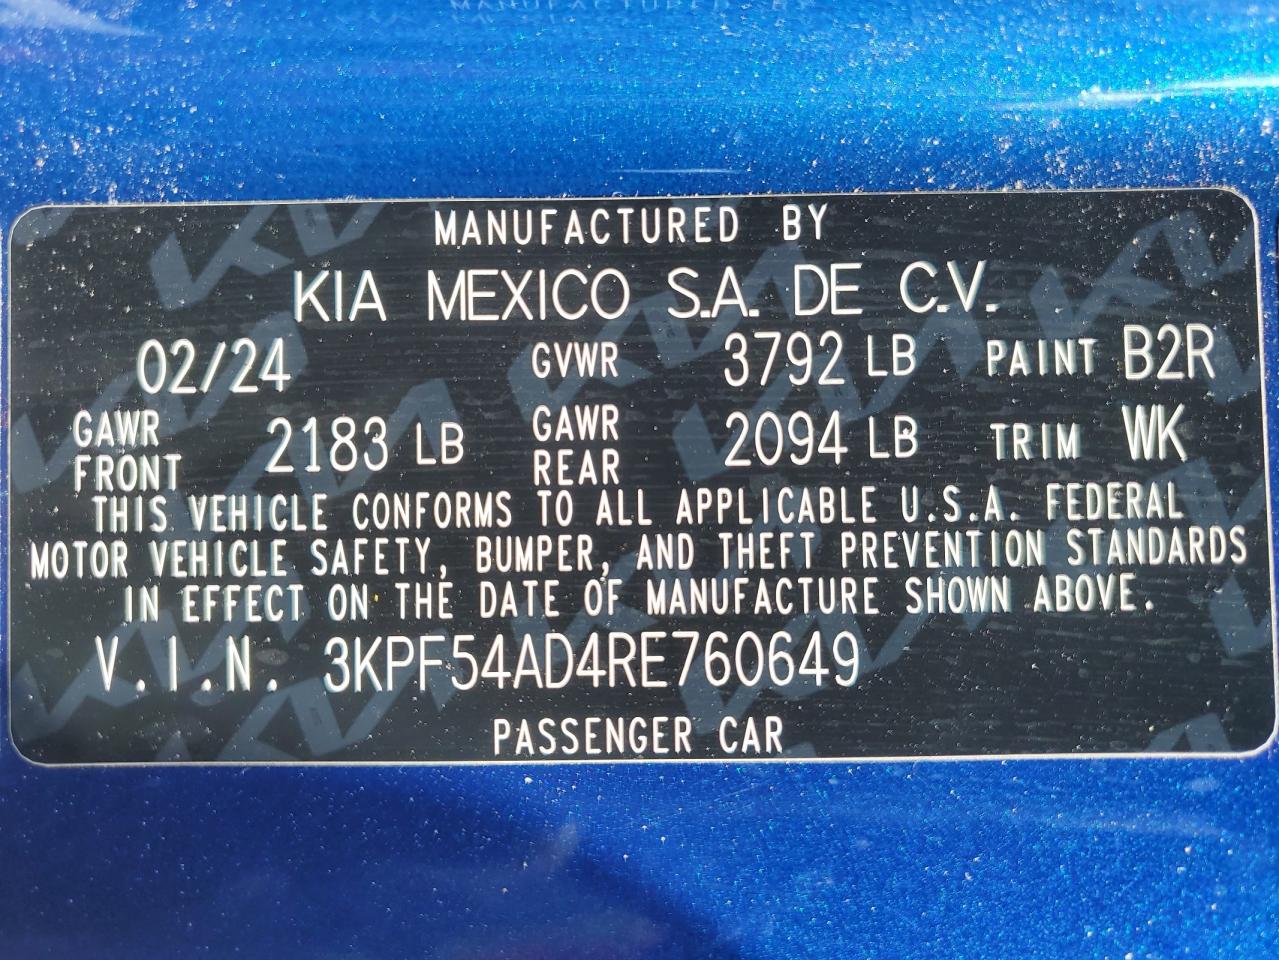 MANUFACTURED BY
KIA MEXICO S.A. DE C.V.
02/24 GVWR 3792 LB PAINT B2R
GAWR FRONT 2183 LB GAWR REAR 2094 LB TRIM WK
THIS VEHICLE CONFORMS TO ALL APPLICABLE U.S.A. FEDERAL
MOTOR VEHICLE SAFETY, BUMPER, AND THEFT PREVENTION STANDARDS
IN EFFECT ON THE DATE OF MANUFACTURE SHOWN ABOVE.
V.I.N. 3KPF54AD4RE760649
PASSENGER CAR